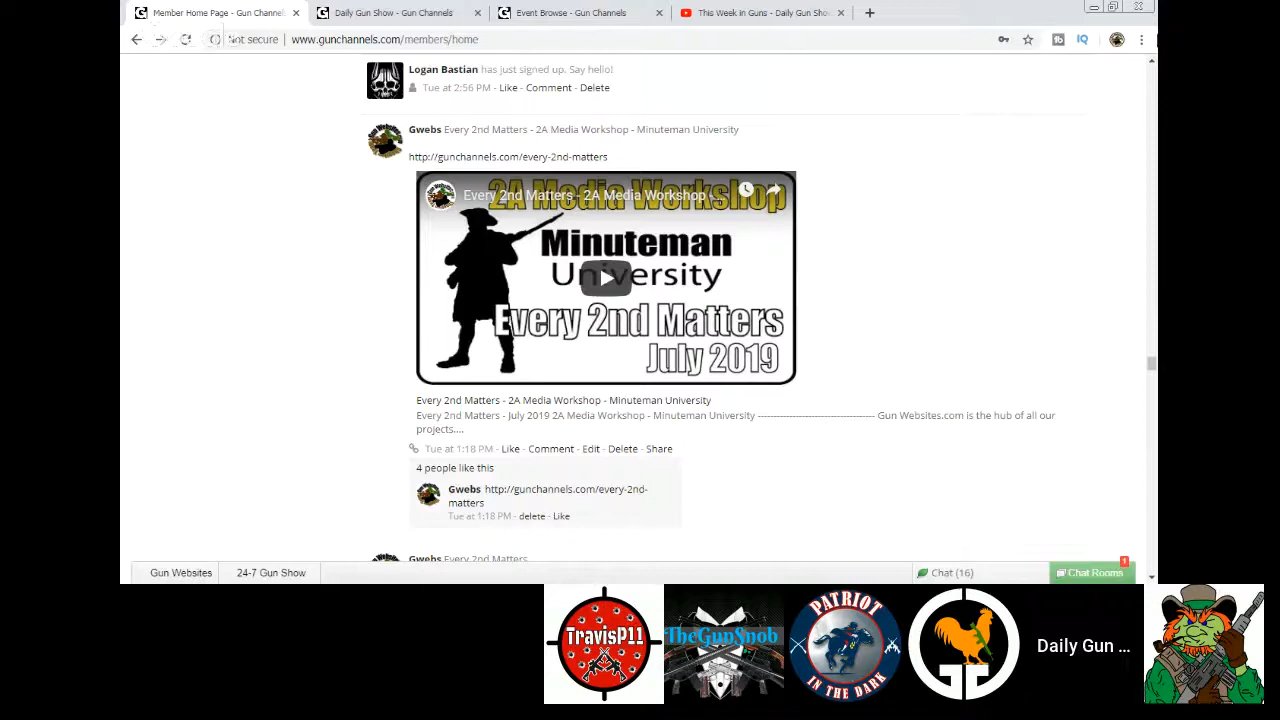 Member Home Page - Gun Channel
Daily Gun Show - Gun Channels
Event Browse - Gun Channels
This Week in Guns - Daily Gun Sho
Not secure
www.gunchannels.com/members/home
Logan Bastian has just signed up. Say hello!
Tue at 2:56 PM - Like - Comment - Delete
Gwebs Every 2nd Matters - 2A Media Workshop - Minuteman University
http://gunchannels.com/every-2nd-matters
Every 2nd Matters - 2A Media Workshop - ...
2A Media Workshop
Minuteman
University
Every 2nd Matters
July 2019
Every 2nd Matters - 2A Media Workshop - Minuteman University
Every 2nd Matters - July 2019 2A Media Workshop - Minuteman University ------------------------------------- Gun Websites.com is the hub of all our
projects....
Tue at 1:18 PM - Like - Comment - Edit - Delete - Share
4 people like this
Gwebs http://gunchannels.com/every-2nd-
matters
Tue at 1:18 PM - delete - Like
Gwebs Every 2nd Matters
Gun Websites
24-7 Gun Show
Chat (16)
Chat Rooms
1
TravisP11
TheGunSnob
PATRIOT
IN THE DARK
Daily Gun ...